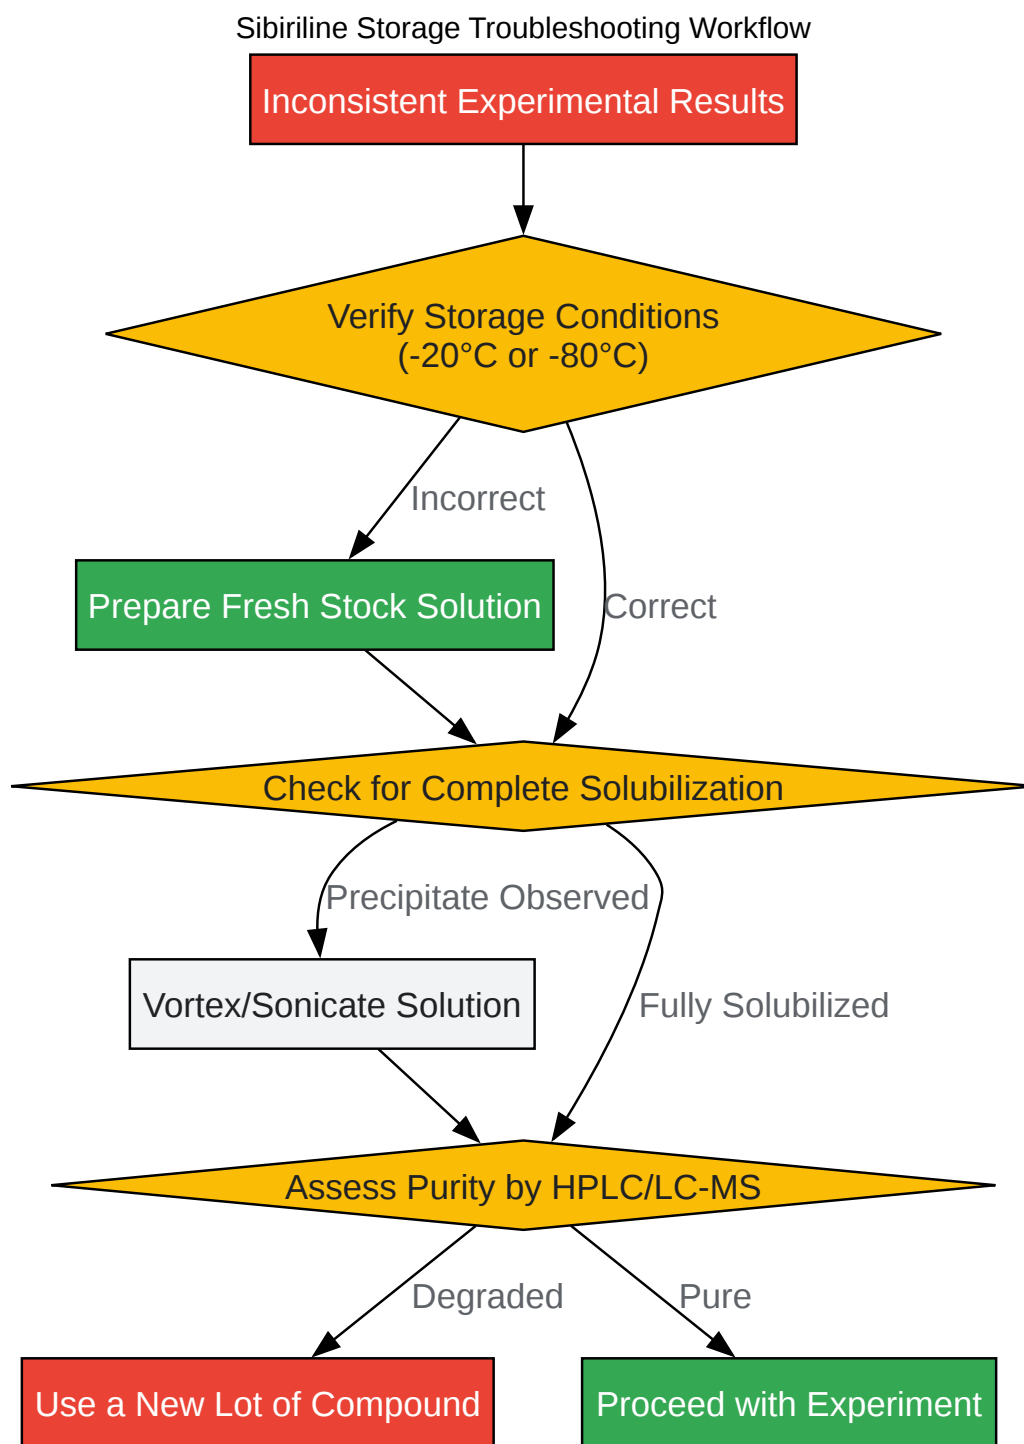 Sibiriline Storage Troubleshooting Workflow
Inconsistent Experimental Results
Verify Storage Conditions
(-20°C or -80°C)
Incorrect
Prepare Fresh Stock Solution
Correct
Check for Complete Solubilization
Precipitate Observed
Vortex/Sonicate Solution
Fully Solubilized
Assess Purity by HPLC/LC-MS
Degraded
Pure
Use a New Lot of Compound
Proceed with Experiment